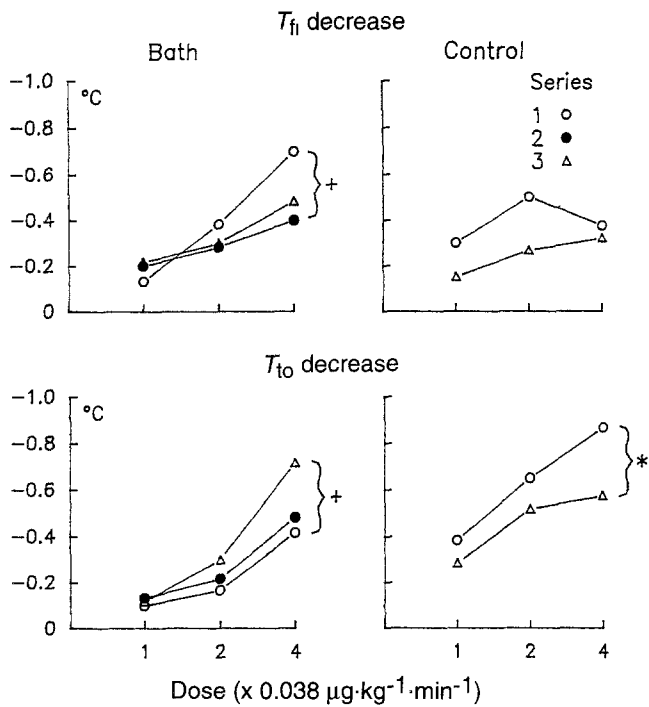 T_fl decrease
Bath
Control
−1.0
−0.8
−0.6
−0.4
−0.2
0
°C
+
Series
1
2
3
T_to decrease
−1.0
−0.8
−0.6
−0.4
−0.2
0
°C
+
*
1 2 4
1 2 4
Dose (x 0.038 μg·kg⁻¹·min⁻¹)